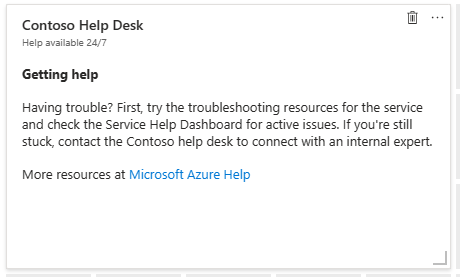 Contoso Help Desk
Help available 24/7
Getting help
Having trouble? First, try the troubleshooting resources for the service
and check the Service Help Dashboard for active issues. If you're still
stuck, contact the Contoso help desk to connect with an internal expert.
More resources at Microsoft Azure Help